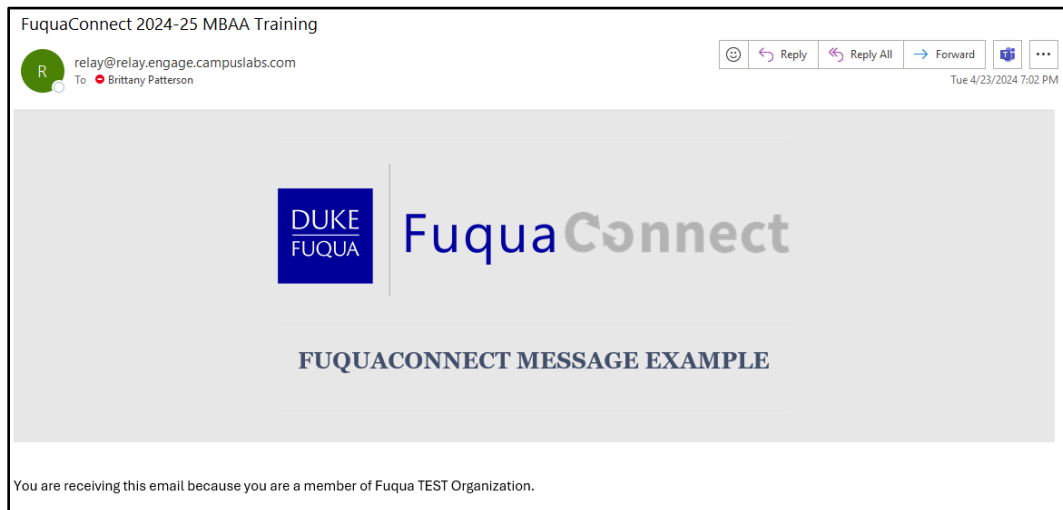 FuquaConnect 2024-25 MBAA Training
R
relay@relay.engage.campuslabs.com
To Brittany Patterson
Reply
Reply All
Forward
Tue 4/23/2024 7:02 PM
DUKE
FUQUA
FuquaConnect
FUQUACONNECT MESSAGE EXAMPLE
You are receiving this email because you are a member of Fuqua TEST Organization.